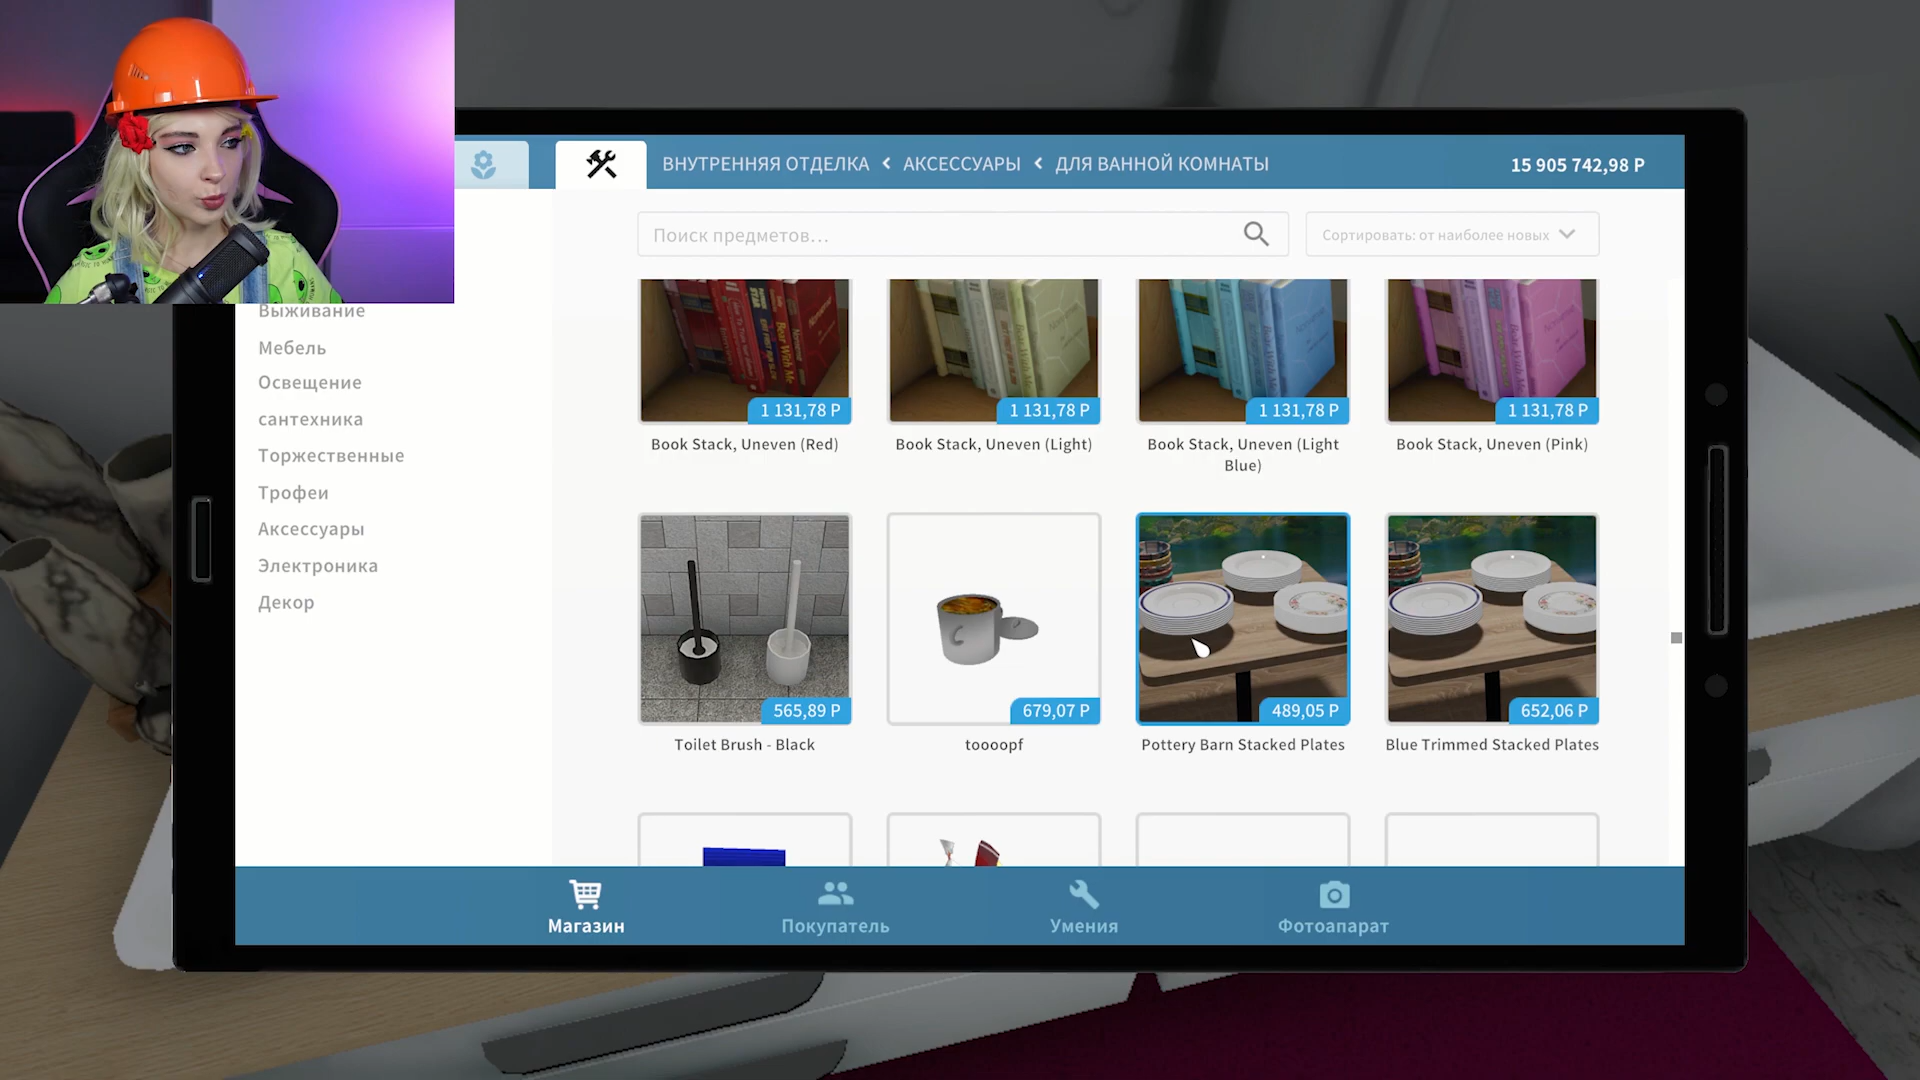 ВНУТРЕННЯЯ ОТДЕЛКА < АКСЕССУАРЫ < ДЛЯ ВАННОЙ КОМНАТЫ
15 905 742,98 Р
Поиск предметов...
Сортировать: от наиболее новых
Выживание
Мебель
Освещение
сантехника
Торжественные
Трофеи
Аксессуары
Электроника
Декор
1 131,78 Р
1 131,78 Р
1 131,78 Р
1 131,78 Р
Book Stack, Uneven (Red)
Book Stack, Uneven (Light)
Book Stack, Uneven (Light
Blue)
Book Stack, Uneven (Pink)
565,89 Р
679,07 Р
489,05 Р
652,06 Р
Toilet Brush - Black
toooopf
Pottery Barn Stacked Plates
Blue Trimmed Stacked Plates
Магазин
Покупатель
Умения
Фотоапарат